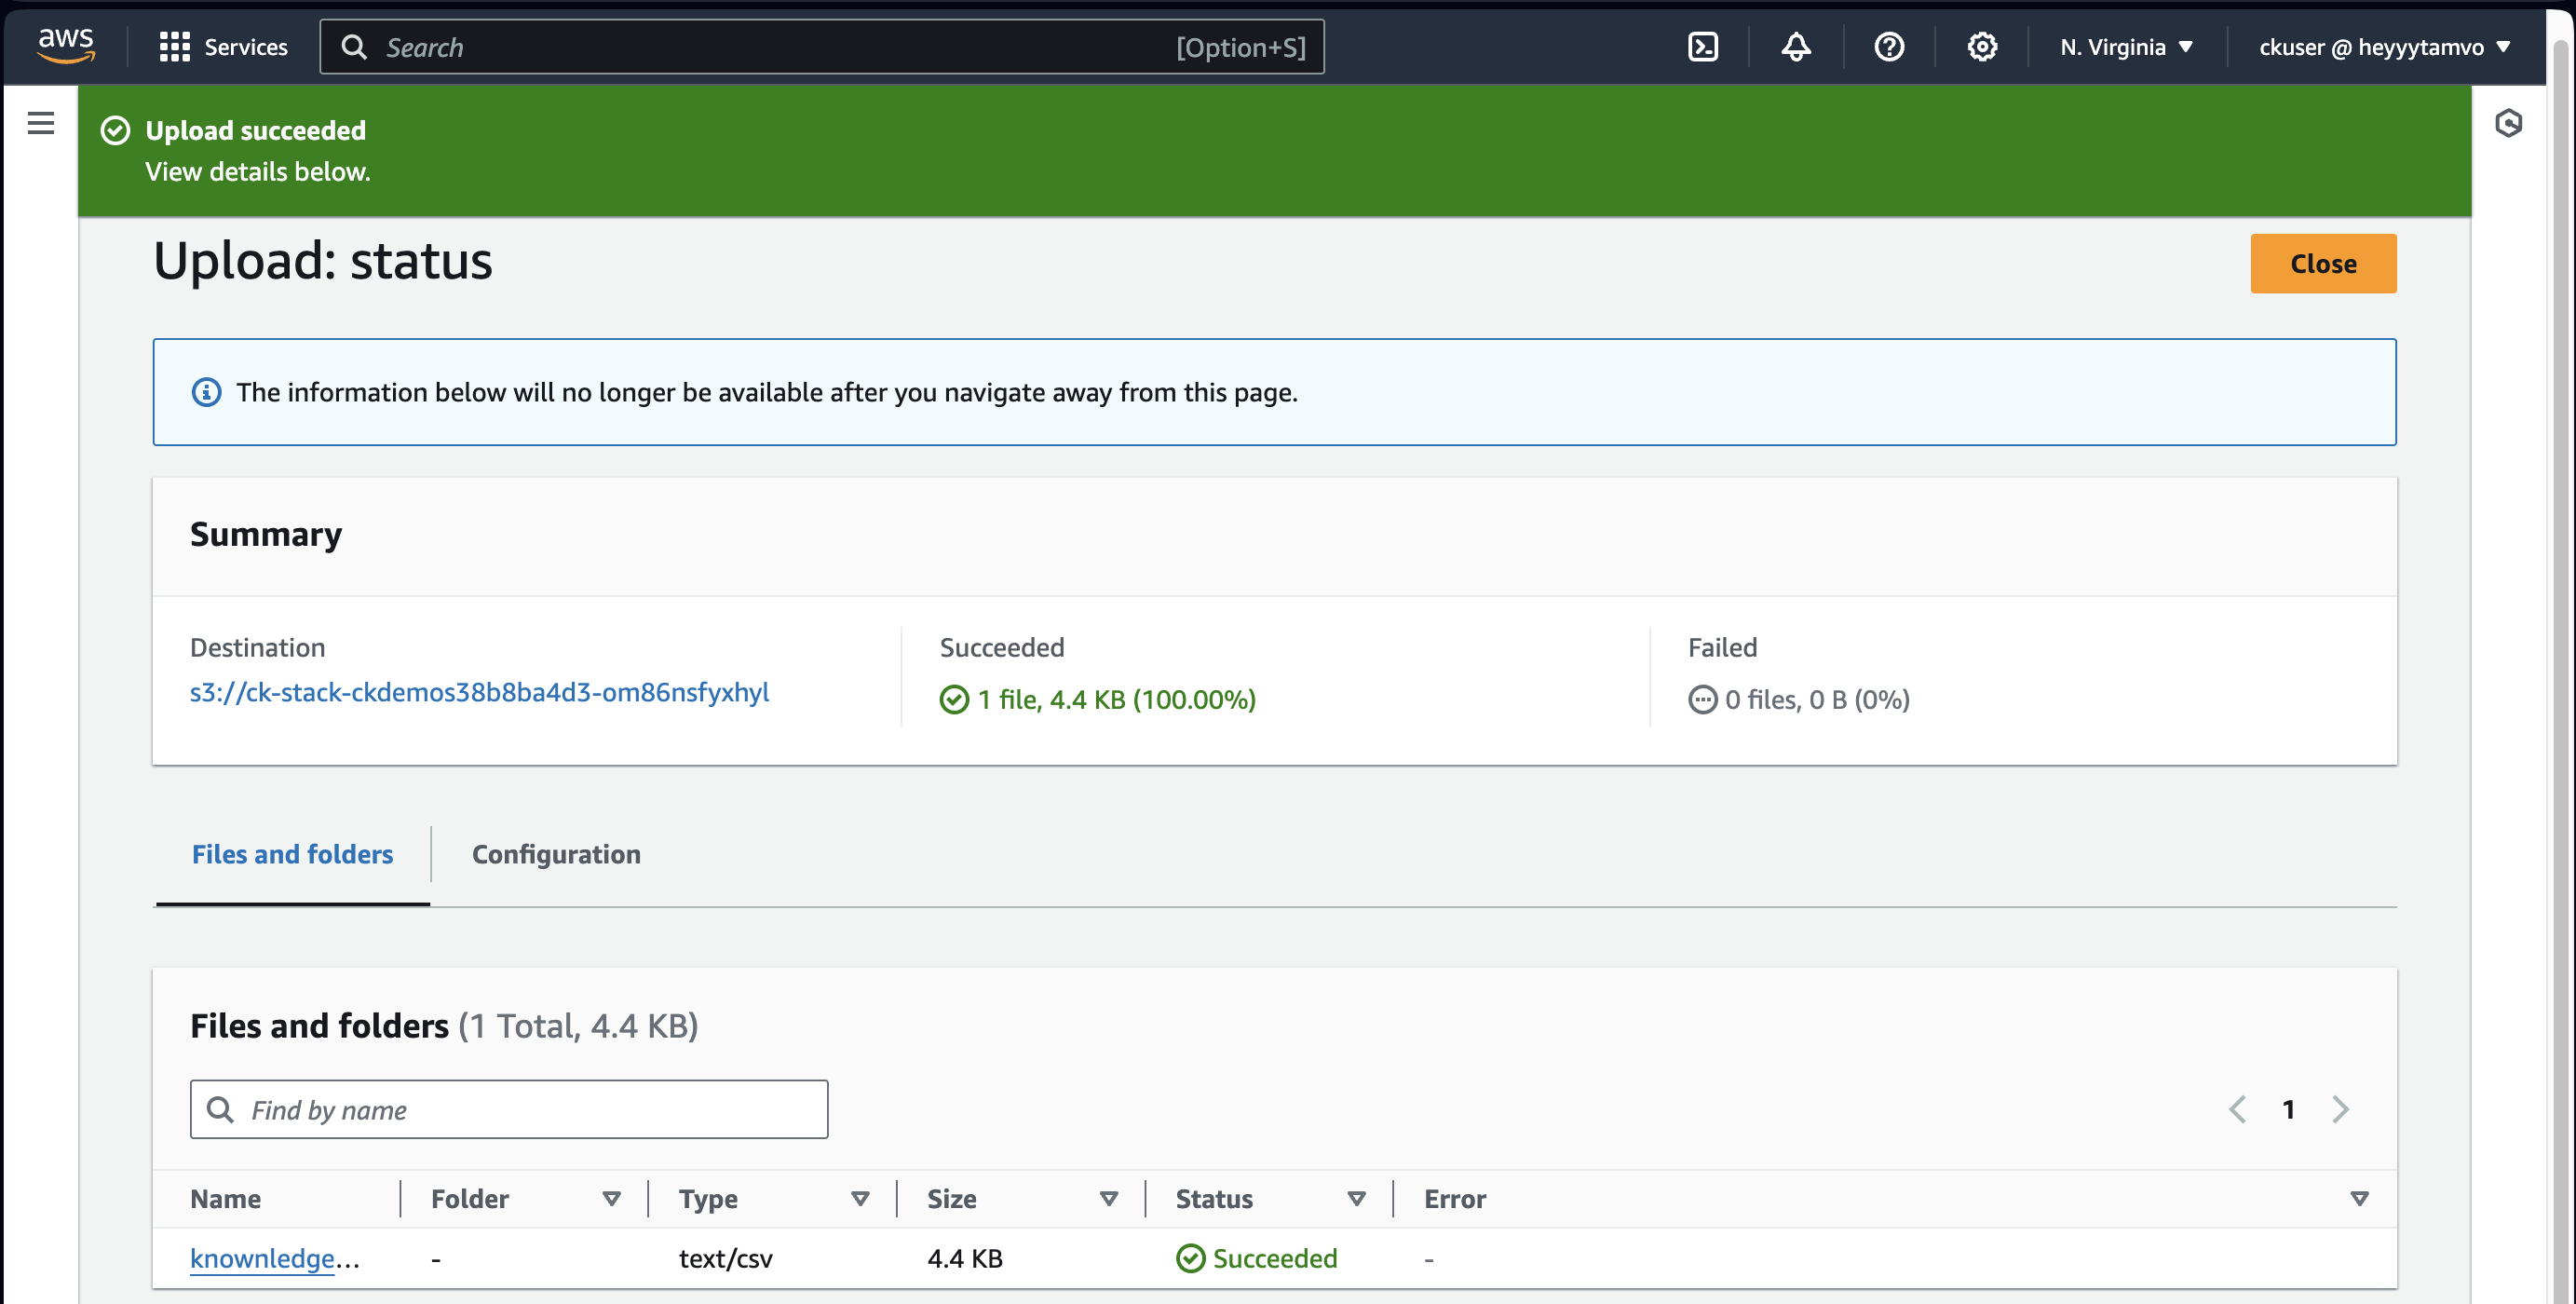 aws Services Search [Option+S] N. Virginia ckuser @ heyyytamvo
Upload succeeded
View details below.
Upload: status
Close
The information below will no longer be available after you navigate away from this page.
Summary
Destination Succeeded Failed
s3://ck-stack-ckdemos38b8ba4d3-om86nsfyxhyl 1 file, 4.4 KB (100.00%) 0 files, 0 B (0%)
Files and folders Configuration
Files and folders (1 Total, 4.4 KB)
Find by name 1
Name Folder Type Size Status Error
knownledge... - text/csv 4.4 KB Succeeded -